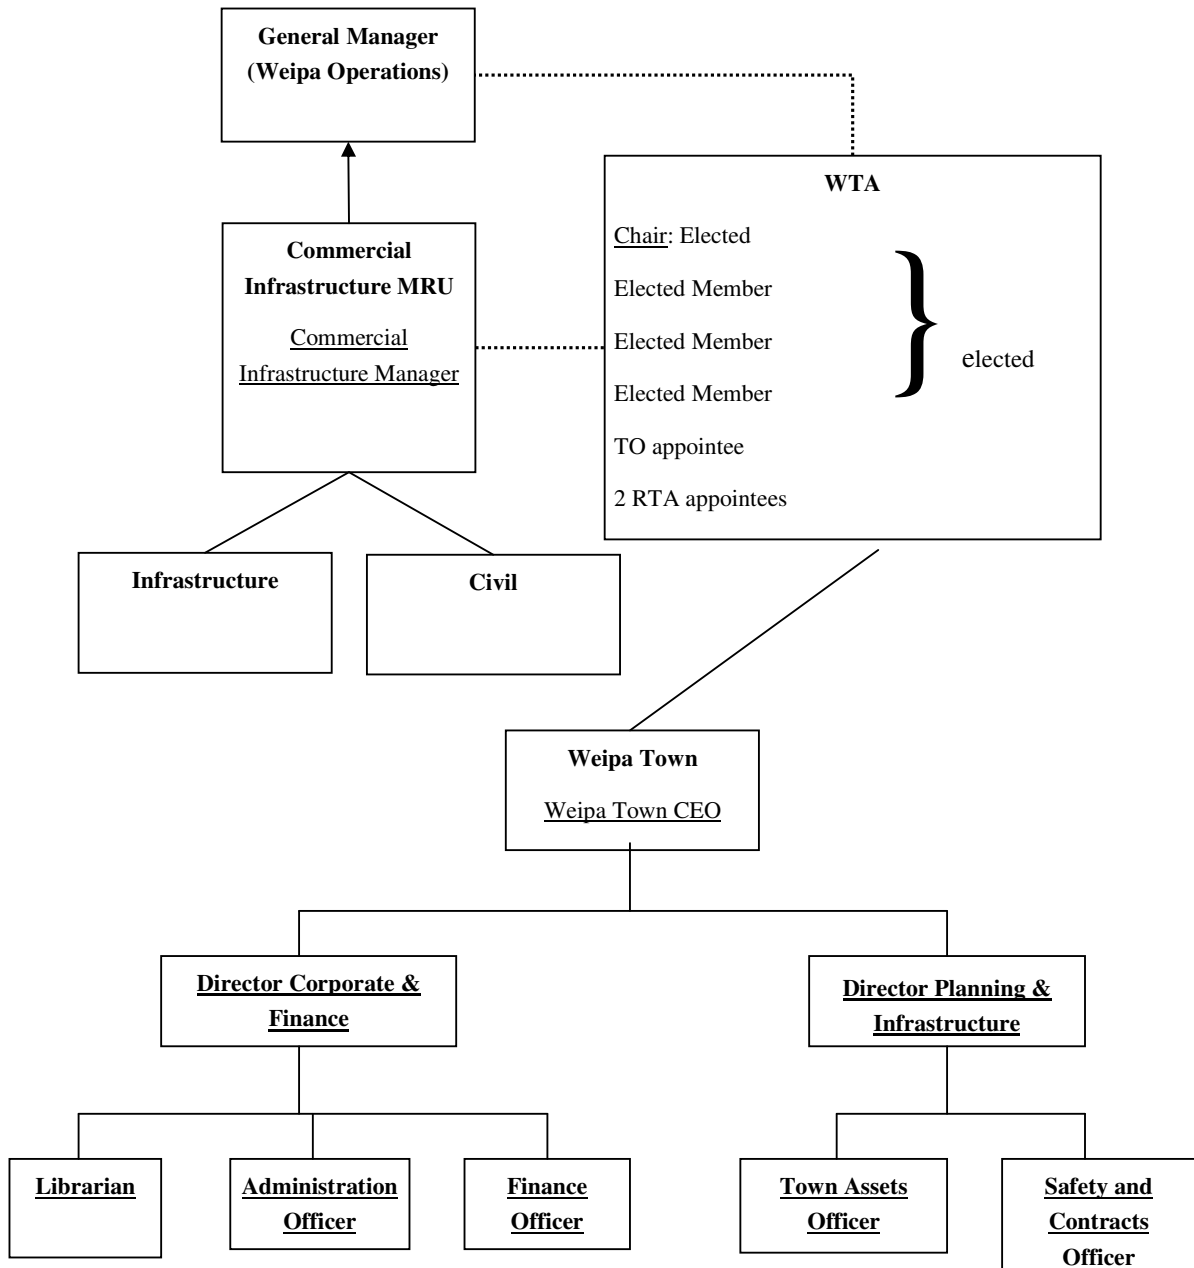 General Manager
(Weipa Operations)
WTA
Chair: Elected
Elected Member
Elected Member
Elected Member
TO appointee
2 RTA appointees
}
elected
Commercial
Infrastructure MRU
Commercial
Infrastructure Manager
Infrastructure
Civil
Weipa Town
Weipa Town CEO
Director Corporate &
Finance
Director Planning &
Infrastructure
Librarian
Administration
Officer
Finance
Officer
Town Assets
Officer
Safety and
Contracts
Officer